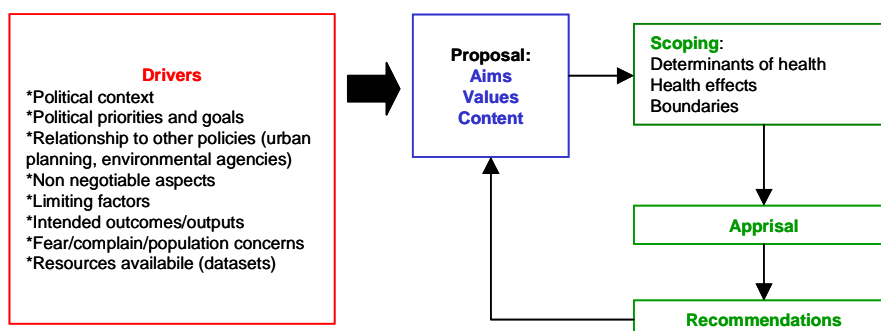 Drivers
*Political context
*Political priorities and goals
*Relationship to other policies (urban
planning, environmental agencies)
*Non negotiable aspects
*Limiting factors
*Intended outcomes/outputs
*Fear/complain/population concerns
*Resources availabile (datasets)
Proposal:
Aims
Values
Content
Scoping:
Determinants of health
Health effects
Boundaries
Apprisal
Recommendations